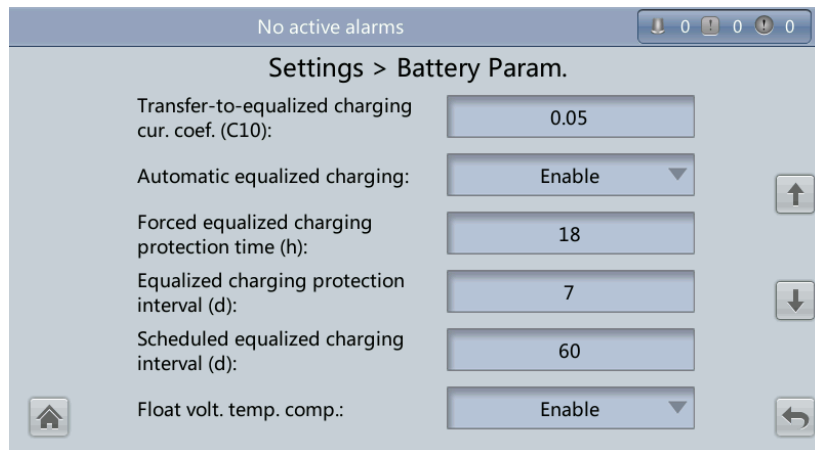 No active alarms
0 0 0
Settings > Battery Param.
Transfer-to-equalized charging
cur. coef. (C10):
0.05
Automatic equalized charging:
Enable
Forced equalized charging
protection time (h):
18
Equalized charging protection
interval (d):
7
Scheduled equalized charging
interval (d):
60
Float volt. temp. comp.:
Enable